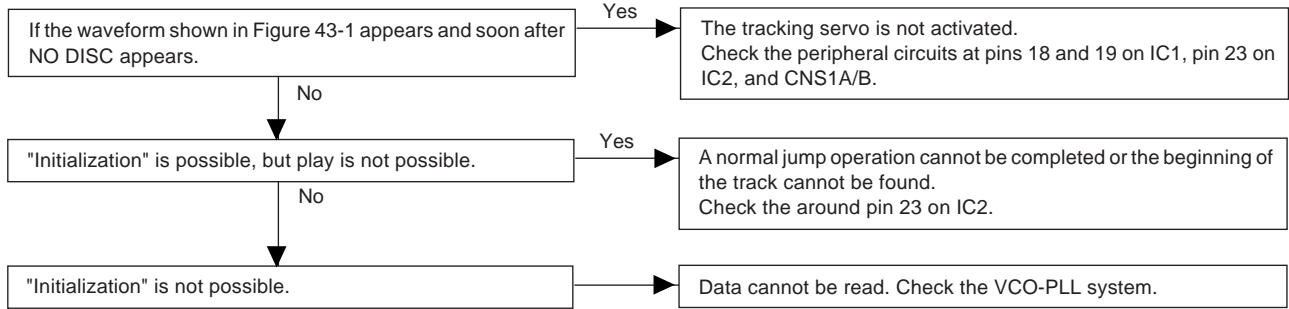 If the waveform shown in Figure 43-1 appears and soon after
NO DISC appears.
Yes
The tracking servo is not activated.
Check the peripheral circuits at pins 18 and 19 on IC1, pin 23 on
IC2, and CNS1A/B.
No
"Initialization" is possible, but play is not possible.
Yes
A normal jump operation cannot be completed or the beginning of
the track cannot be found.
Check the around pin 23 on IC2.
No
"Initialization" is not possible.
Data cannot be read. Check the VCO-PLL system.